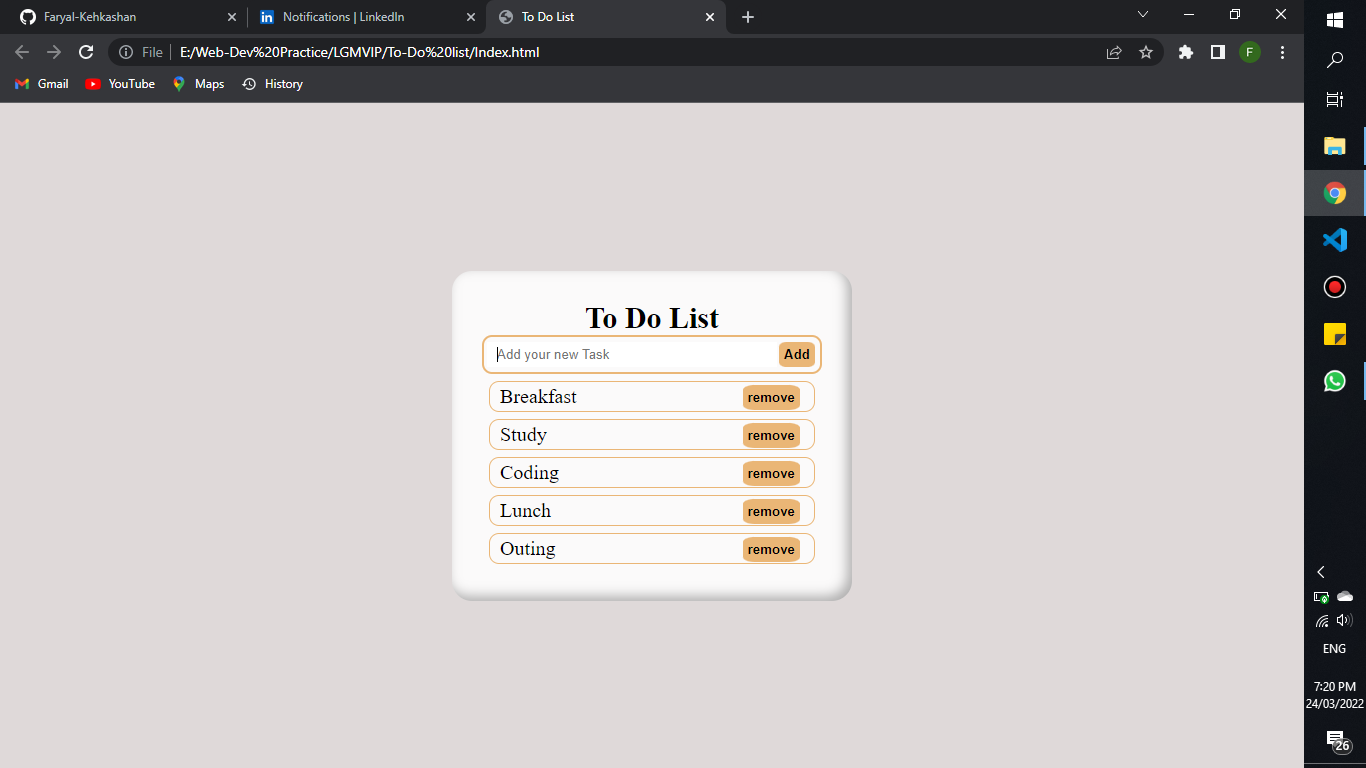 Faryal-Kehkashan
Notifications | LinkedIn
To Do List
File E:/Web-Dev%20Practice/LGMVIP/To-Do%20list/Index.html
F
Gmail YouTube Maps History
To Do List
Add your new Task Add
Breakfast remove
Study remove
Coding remove
Lunch remove
Outing remove
ENG
7:20 PM
24/03/2022
26